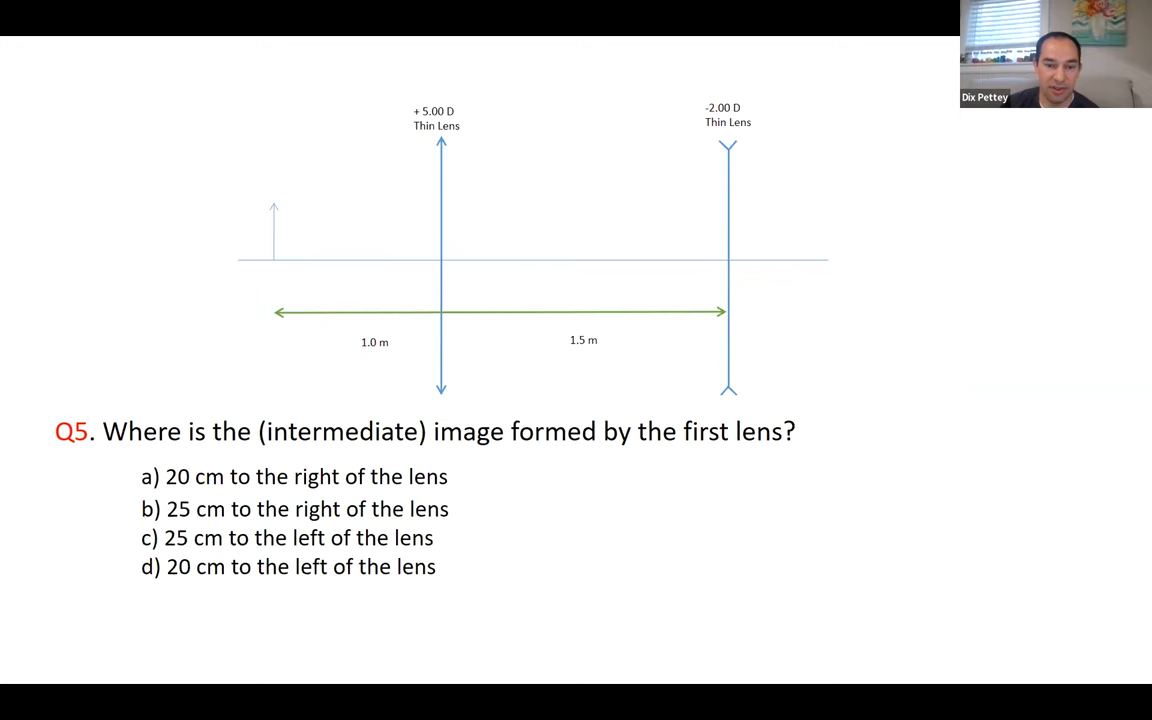 Dix Pettey
+ 5.00 D
Thin Lens
-2.00 D
Thin Lens
1.0 m
1.5 m
Q5. Where is the (intermediate) image formed by the first lens?
a) 20 cm to the right of the lens
b) 25 cm to the right of the lens
c) 25 cm to the left of the lens
d) 20 cm to the left of the lens